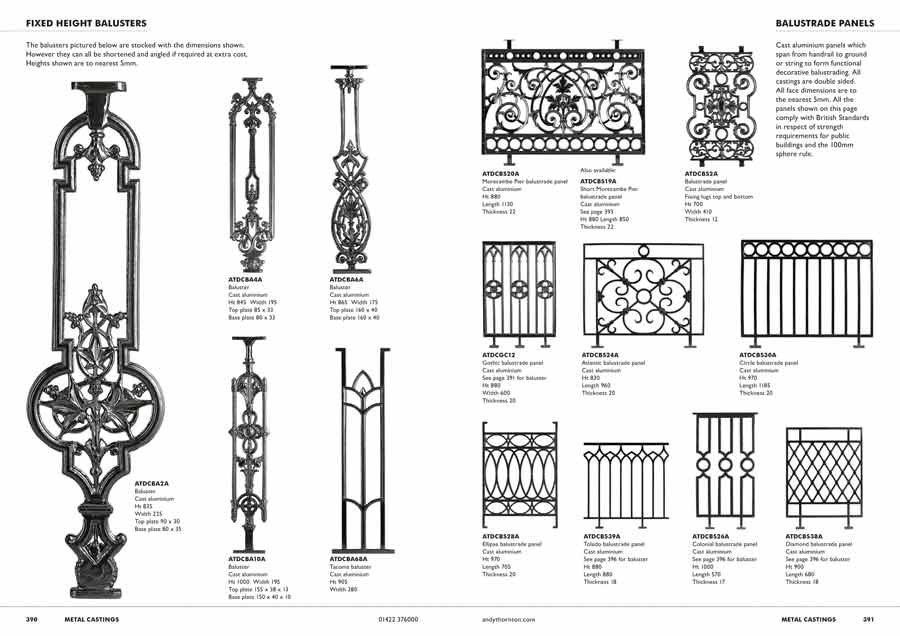 FIXED HEIGHT BALUSTERS
The balusters pictured below are stocked with the dimensions shown.
However they can all be shortened and angled if required at extra cost.
Heights shown are to nearest 5mm.
ATDCBA4A
Baluster
Cast aluminium
Ht 845 Width 195
Top plate 85 x 33
Base plate 80 x 33
ATDCBA6A
Baluster
Cast aluminium
Ht 865 Width 175
Top plate 160 x 40
Base plate 160 x 40
ATDCBA2A
Baluster
Cast aluminium
Ht 835
Width 225
Top plate 90 x 30
Base plate 80 x 35
ATDCBA10A
Baluster
Cast aluminium
Ht 1000 Width 195
Top plate 155 x 38 x 13
Base plate 150 x 40 x 10
ATDCBA68A
Tacoma baluster
Cast aluminium
Ht 905
Width 280
390
METAL CASTINGS
01422 376000
BALUSTRADE PANELS
Cast aluminium panels which
span from handrail to ground
or string to form functional
decorative balustrading. All
castings are double sided.
All face dimensions are to
the nearest 5mm. All the
panels shown on this page
comply with British Standards
in respect of strength
requirements for public
buildings and the 100mm
sphere rule.
ATDCBS20A
Morecambe Pier balustrade panel
Cast aluminium
Ht 880
Length 1130
Thickness 22
Also available:
ATDCBS19A
Short Morecambe Pier
balustrade panel
Cast aluminium
See page 393
Ht 880 Length 850
Thickness 22
ATDCBS2A
Balustrade panel
Cast aluminium
Fixing lugs top and bottom
Ht 700
Width 410
Thickness 12
ATDCGC12
Gothic balustrade panel
Cast aluminium
See page 391 for baluster
Ht 880
Width 600
Thickness 20
ATDCBS24A
Atlantic balustrade panel
Cast aluminium
Ht 830
Length 960
Thickness 20
ATDCBS30A
Circle balustrade panel
Cast aluminium
Ht 970
Length 1185
Thickness 20
ATDCBS28A
Ellipse balustrade panel
Cast aluminium
Ht 970
Length 705
Thickness 20
ATDCBS39A
Toledo balustrade panel
Cast aluminium
See page 396 for baluster
Ht 880
Length 880
Thickness 18
ATDCBS26A
Colonial balustrade panel
Cast aluminium
See page 396 for baluster
Ht 1000
Length 570
Thickness 17
ATDCBS38A
Diamond balustrade panel
Cast aluminium
See page 396 for baluster
Ht 900
Length 680
Thickness 18
andythornton.com
METAL CASTINGS
391